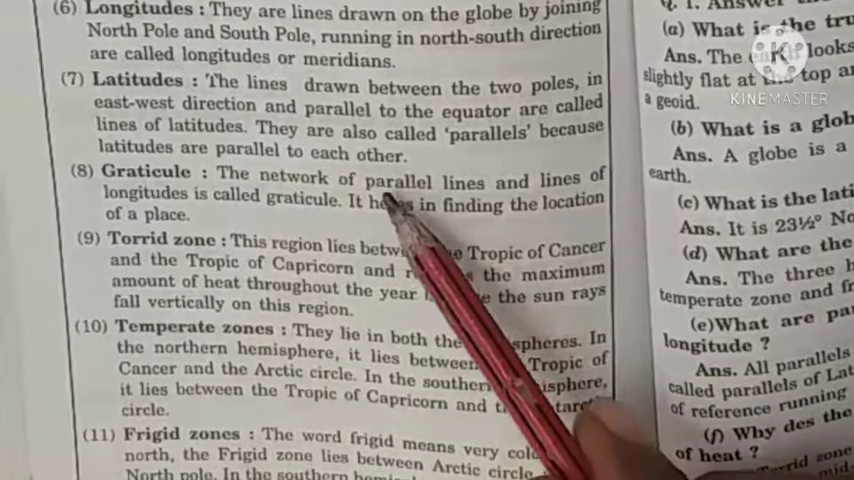 (6) Longitudes : They are lines drawn on the globe by joining
North Pole and South Pole, running in north-south direction
are called longitudes or meridians.
(7) Latitudes : The lines drawn between the two poles, in
east-west direction and parallel to the equator are called
lines of latitudes. They are also called 'parallels' because
latitudes are parallel to each other.
(8) Graticule : The network of parallel lines and lines of
longitudes is called graticule. It in finding the location
of a place.
(9) Torrid zone : This region lies Tropic of Cancer
and the Tropic of Capricorn and the maximum
amount of heat throughout the year the sun rays
fall vertically on this region.
(10) Temperate zones : They lie in both the In
the northern hemisphere, it lies between Tropic of
Cancer and the Arctic circle. In the southern
it lies between the Tropic of Capricorn and
circle.
(11) Frigid zones : The word frigid means very
north, the Frigid zone lies between Arctic circle
North pole. In the southern
Q. 1. Answer
(a) What is the
Ans. The looks
slightly flat at top
a geoid.
(b) What is a
Ans. A globe is a
earth.
(c) What is the
Ans. It is 23½°
(d) What are the
Ans. The three
temperate zone and
(e)What are
longitude ?
Ans. All parallels
called parallels of
of reference running
(f) Why des the
of heat ?
zone
K
KINEMASTER